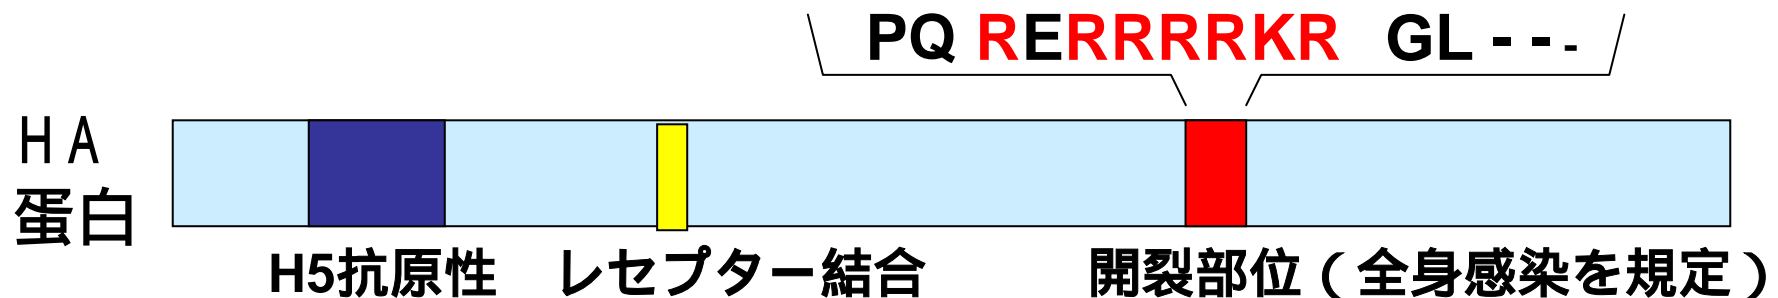 PQ RERRRRKR GL - - -
ＨＡ
蛋白
H5抗原性 レセプター結合 開裂部位（全身感染を規定）